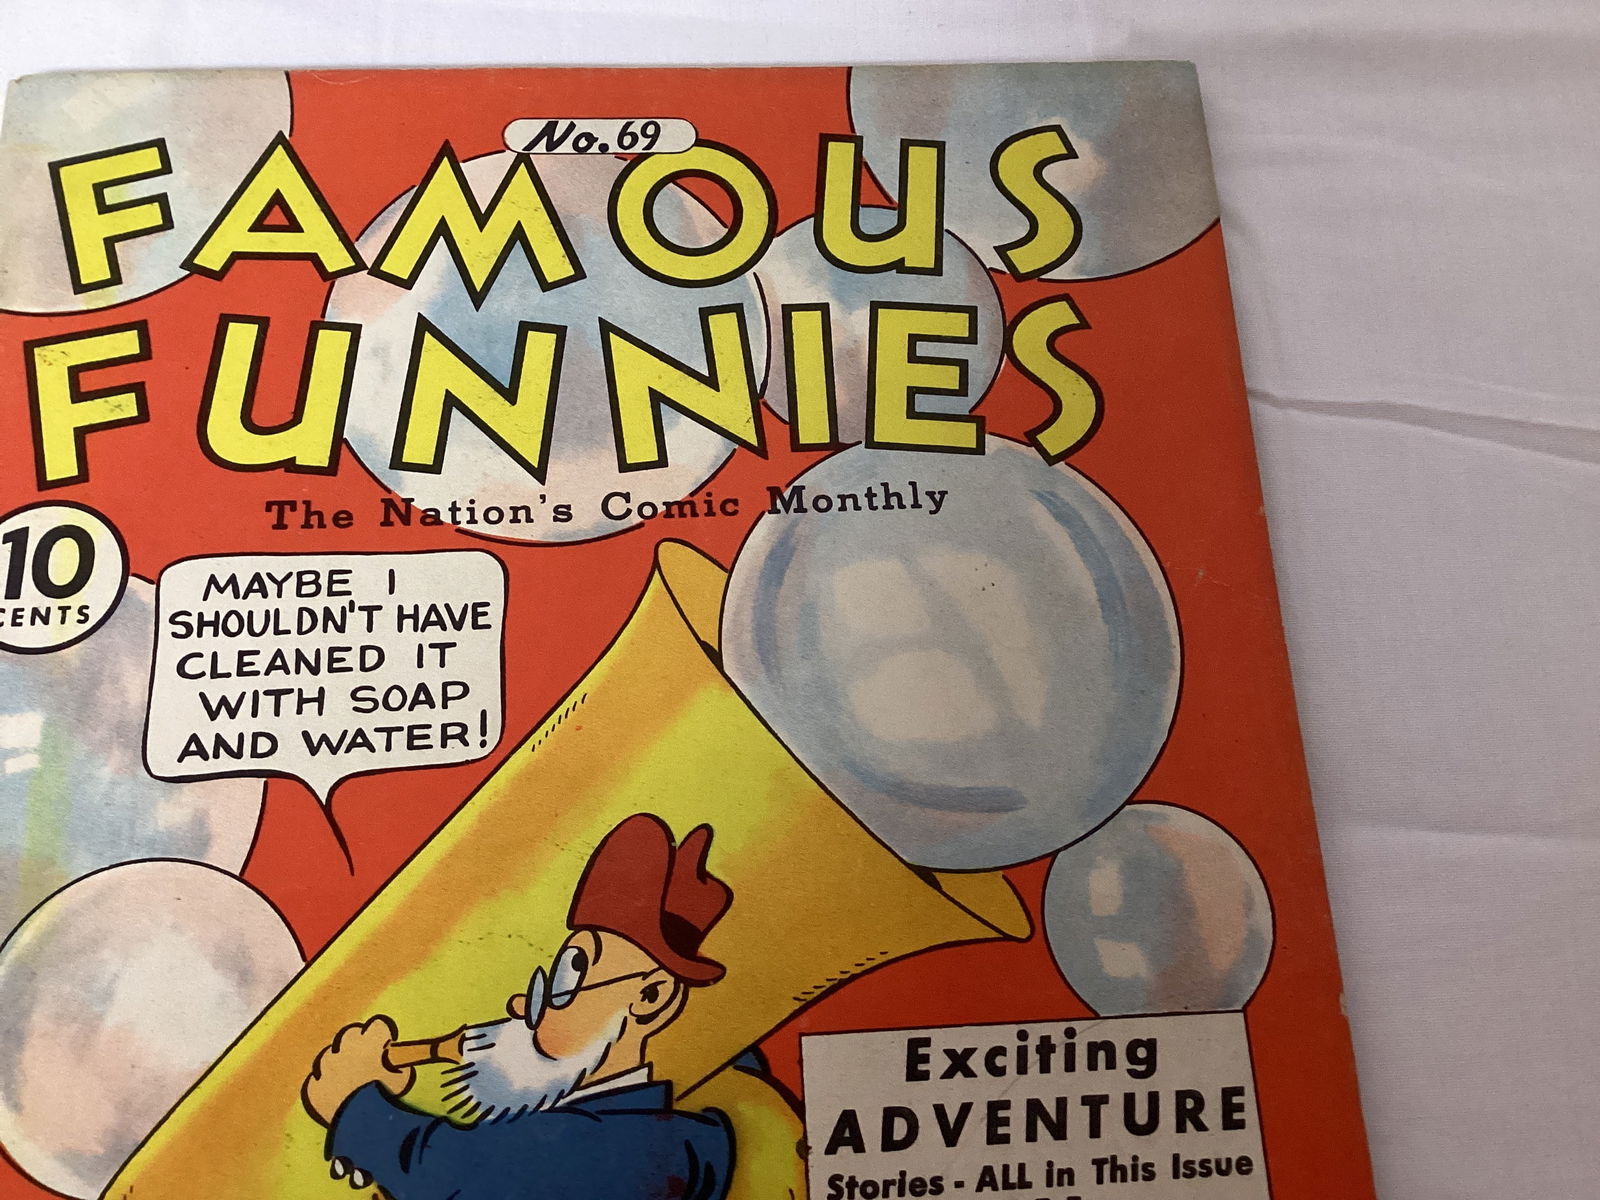 No. 69
FAMOUS
FUNNIES
The Nation's Comic Monthly
10
CENTS
MAYBE I
SHOULDN'T HAVE
CLEANED IT
WITH SOAP
AND WATER!
Exciting
ADVENTURE
Stories - ALL in This Issue